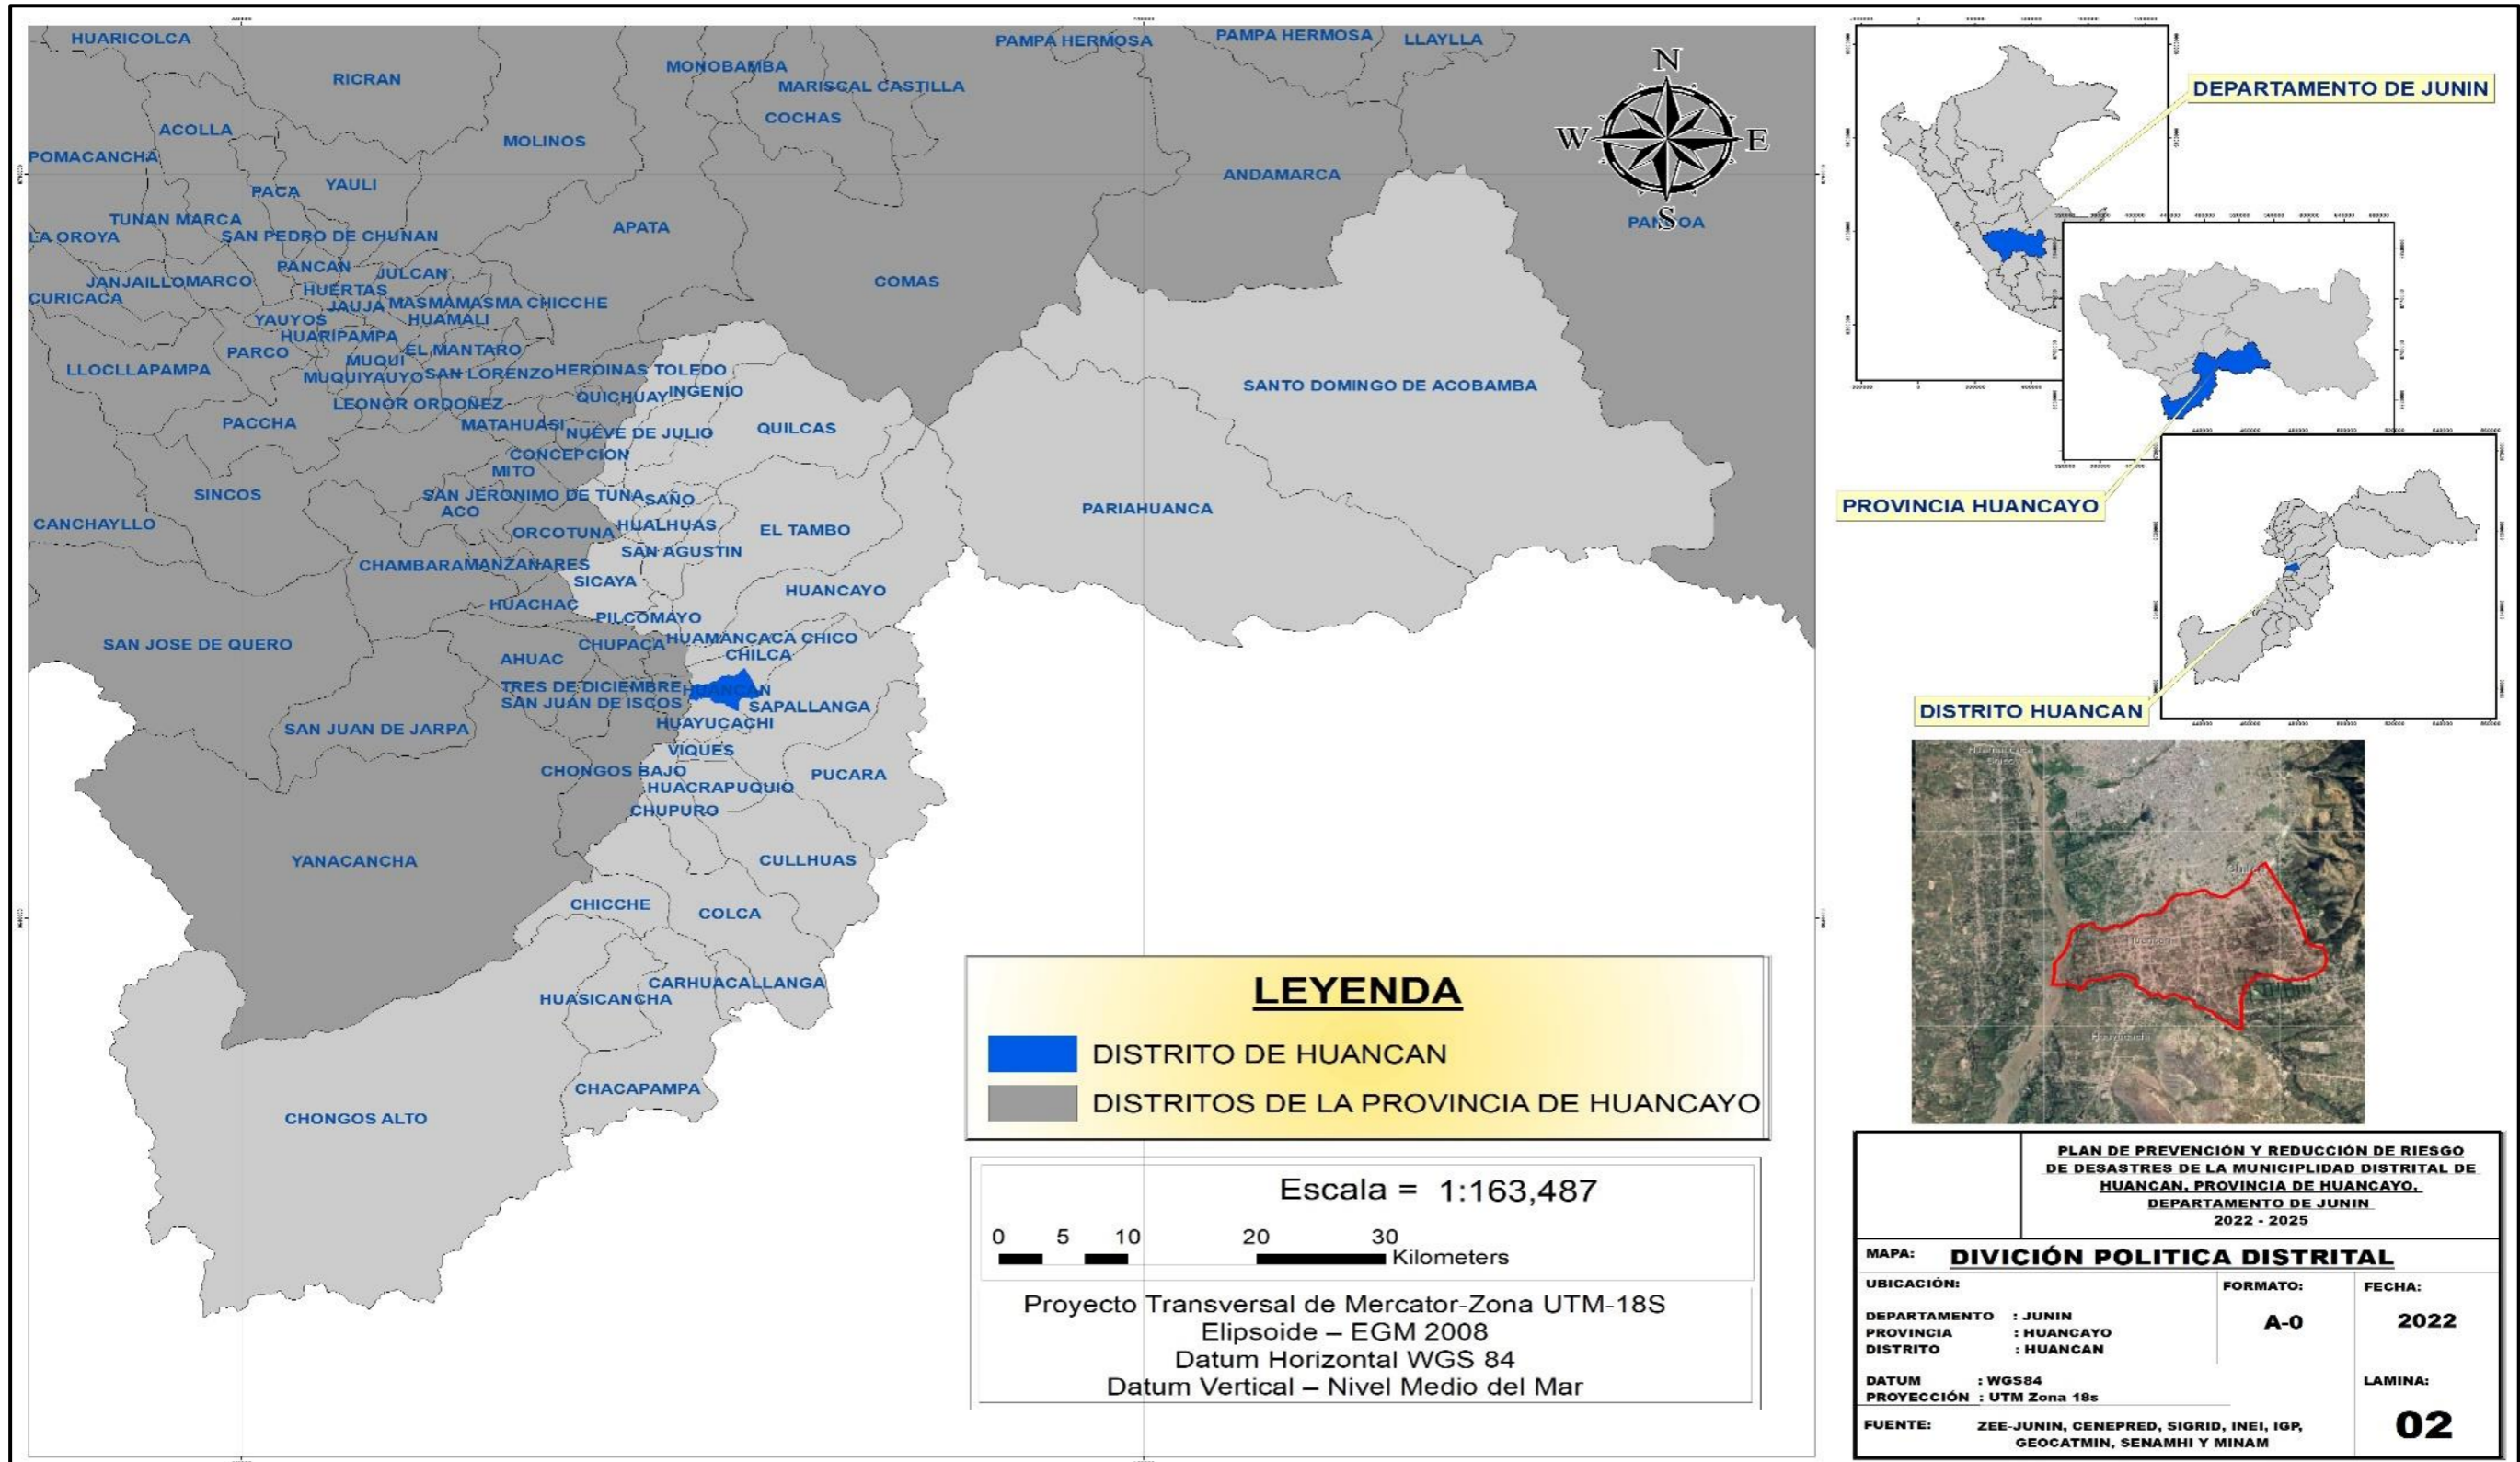 HUARICOLCA
RICRAN
MONOBAMBA
PAMPA HERMOSA
PAMPA HERMOSA
LLAYLLA
MARISCAL CASTILLA
COCHAS
ACOLLA
MOLINOS
POMACANCHA
PACA
YAULI
ANDAMARCA
TUNAN MARCA
LA OROYA
SAN PEDRO DE CHUNAN
APATA
N
W
E
S
PANCAN
JULCAN
JANJAILLO
MARCO
HUERTAS
COMAS
CURICACA
JAUJA
MASMA
MASMA CHICCHE
YAUYOS
HUAMALI
HUARIPAMPA
PARCO
MUQUI
EL MANTARO
LLOCLLAPAMPA
MUQUIYAUYO
SAN LORENZO
HEROINAS TOLEDO
QUICHUAY
INGENIO
SANTO DOMINGO DE ACOBAMBA
LEONOR ORDOÑEZ
PACCHA
MATAHUASI
NUEVE DE JULIO
QUILCAS
CONCEPCION
MITO
SINCOS
SAN JERONIMO DE TUNA
SAÑO
ACO
PARIAHUANCA
CANCHAYLLO
ORCOTUNA
HUALHUAS
EL TAMBO
SAN AGUSTIN
CHAMBARA
MANZANARES
SICAYA
HUANCAYO
HUACHAC
PILCOMAYO
SAN JOSE DE QUERO
CHUPACA
HUAMANCACA CHICO
AHUAC
CHILCA
TRES DE DICIEMBRE
HUANCAN
SAN JUAN DE ISCOS
SAPALLANGA
SAN JUAN DE JARPA
HUAYUCACHI
VIQUES
CHONGOS BAJO
PUCARA
HUACRAPUQUIO
CHUPURO
YANACANCHA
CULLHUAS
CHICCHE
COLCA
CARHUACALLANGA
HUASICANCHA
CHACAPAMPA
CHONGOS ALTO
LEYENDA
DISTRITO DE HUANCAN
DISTRITOS DE LA PROVINCIA DE HUANCAYO
Escala = 1:163,487
0 5 10 20 30
Kilometers
Proyecto Transversal de Mercator-Zona UTM-18S
Elipsoide – EGM 2008
Datum Horizontal WGS 84
Datum Vertical – Nivel Medio del Mar
DEPARTAMENTO DE JUNIN
PROVINCIA HUANCAYO
DISTRITO HUANCAN
PLAN DE PREVENCIÓN Y REDUCCIÓN DE RIESGO
DE DESASTRES DE LA MUNICIPLIDAD DISTRITAL DE
HUANCAN, PROVINCIA DE HUANCAYO,
DEPARTAMENTO DE JUNIN
2022 - 2025
MAPA: DIVICIÓN POLITICA DISTRITAL
UBICACIÓN:
DEPARTAMENTO : JUNIN
PROVINCIA : HUANCAYO
DISTRITO : HUANCAN
FORMATO:
A-0
FECHA:
2022
DATUM : WGS84
PROYECCIÓN : UTM Zona 18s
LAMINA:
02
FUENTE: ZEE-JUNIN, CENEPRED, SIGRID, INEI, IGP,
GEOCATMIN, SENAMHI Y MINAM